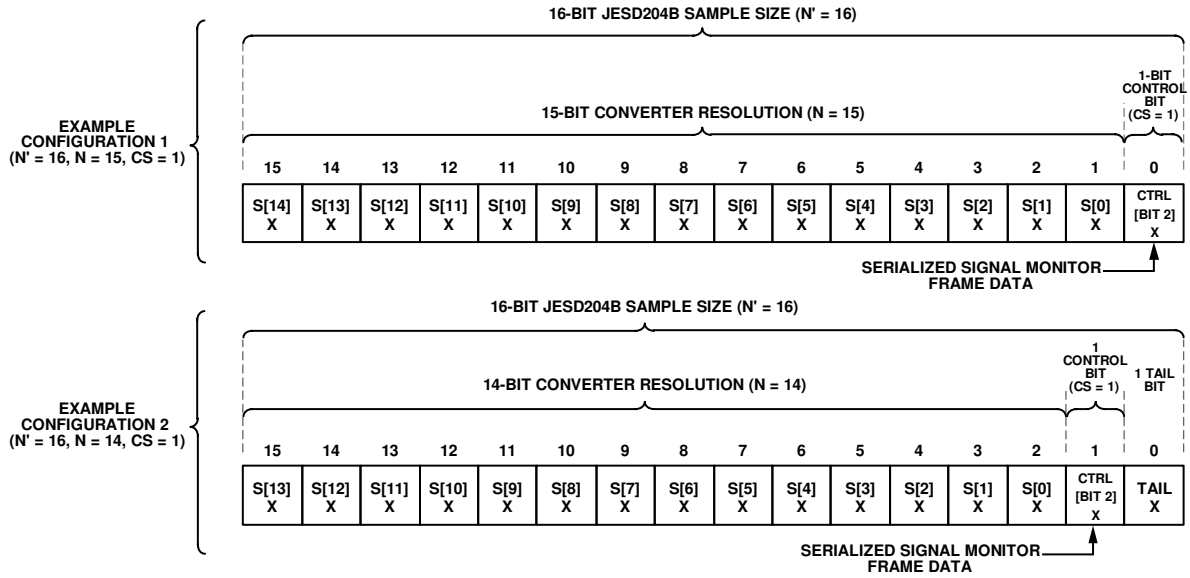 16-BIT JESD204B SAMPLE SIZE (N' = 16)
1-BIT
CONTROL
BIT
(CS = 1)
15-BIT CONVERTER RESOLUTION (N = 15)
EXAMPLE
CONFIGURATION 1
(N' = 16, N = 15, CS = 1)
15 14 13 12 11 10 9 8 7 6 5 4 3 2 1 0
S[14] S[13] S[12] S[11] S[10] S[9] S[8] S[7] S[6] S[5] S[4] S[3] S[2] S[1] S[0] CTRL
[BIT 2]
X X X X X X X X X X X X X X X X
SERIALIZED SIGNAL MONITOR
FRAME DATA
16-BIT JESD204B SAMPLE SIZE (N' = 16)
1
CONTROL
BIT
(CS = 1)
1 TAIL
BIT
14-BIT CONVERTER RESOLUTION (N = 14)
EXAMPLE
CONFIGURATION 2
(N' = 16, N = 14, CS = 1)
15 14 13 12 11 10 9 8 7 6 5 4 3 2 1 0
S[13] S[12] S[11] S[10] S[9] S[8] S[7] S[6] S[5] S[4] S[3] S[2] S[1] S[0] CTRL TAIL
[BIT 2]
X X X X X X X X X X X X X X X X
SERIALIZED SIGNAL MONITOR
FRAME DATA